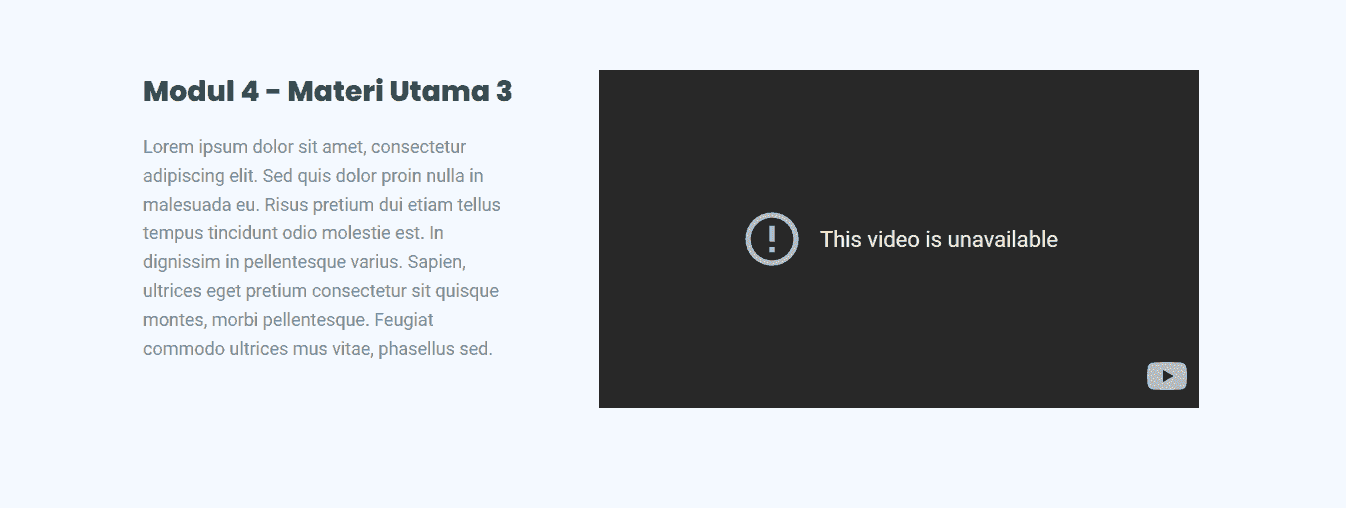 Modul 4 - Materi Utama 3
Lorem ipsum dolor sit amet, consectetur
adipiscing elit. Sed quis dolor proin nulla in
malesuada eu. Risus pretium dui etiam tellus
tempus tincidunt odio molestie est. In
dignissim in pellentesque varius. Sapien,
ultrices eget pretium consectetur sit quisque
montes, morbi pellentesque. Feugiat
commodo ultrices mus vitae, phasellus sed.
This video is unavailable